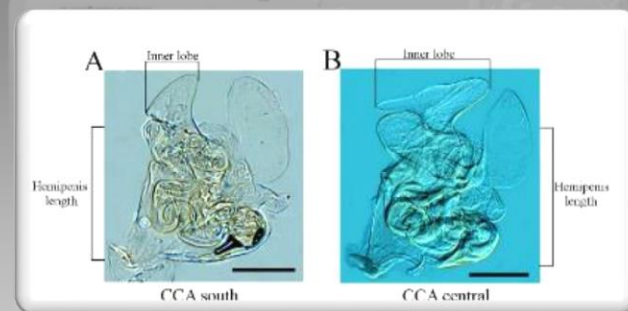 A
Inner lobe
B
Inner lobe
Hemipenis
length
Hemipenis
length
CCA south
CCA central